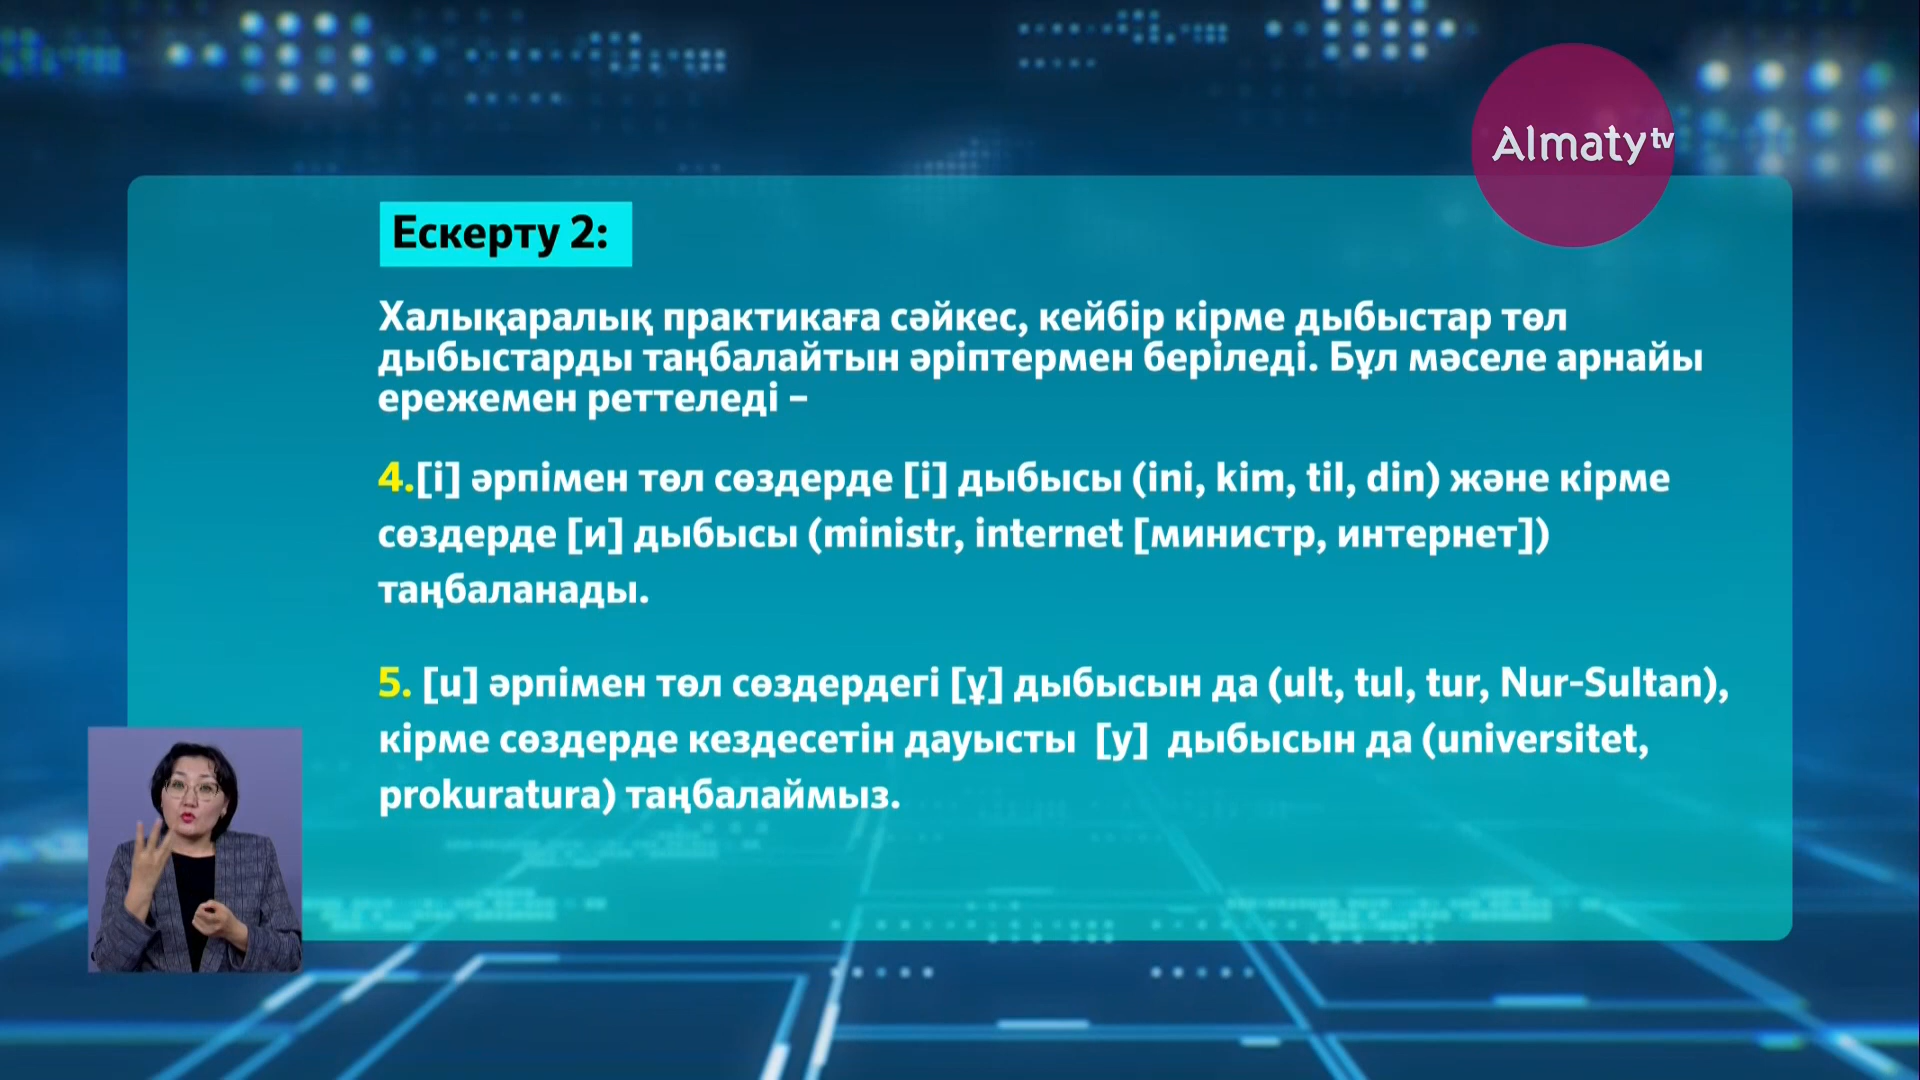 Almaty tv
Ескерту 2:
Халықаралық практикаға сәйкес, кейбір кірме дыбыстар төл
дыбыстарды таңбалайтын әріптермен беріледі. Бұл мәселе арнайы
ережемен реттеледі –
4.[i] әрпімен төл сөздерде [і] дыбысы (ini, kim, til, din) және кірме
сөздерде [и] дыбысы (ministr, internet [министр, интернет])
таңбаланады.
5. [u] әрпімен төл сөздердегі [ұ] дыбысын да (ult, tul, tur, Nur-Sultan),
кірме сөздерде кездесетін дауысты [у] дыбысын да (universitet,
prokuratura) таңбалаймыз.